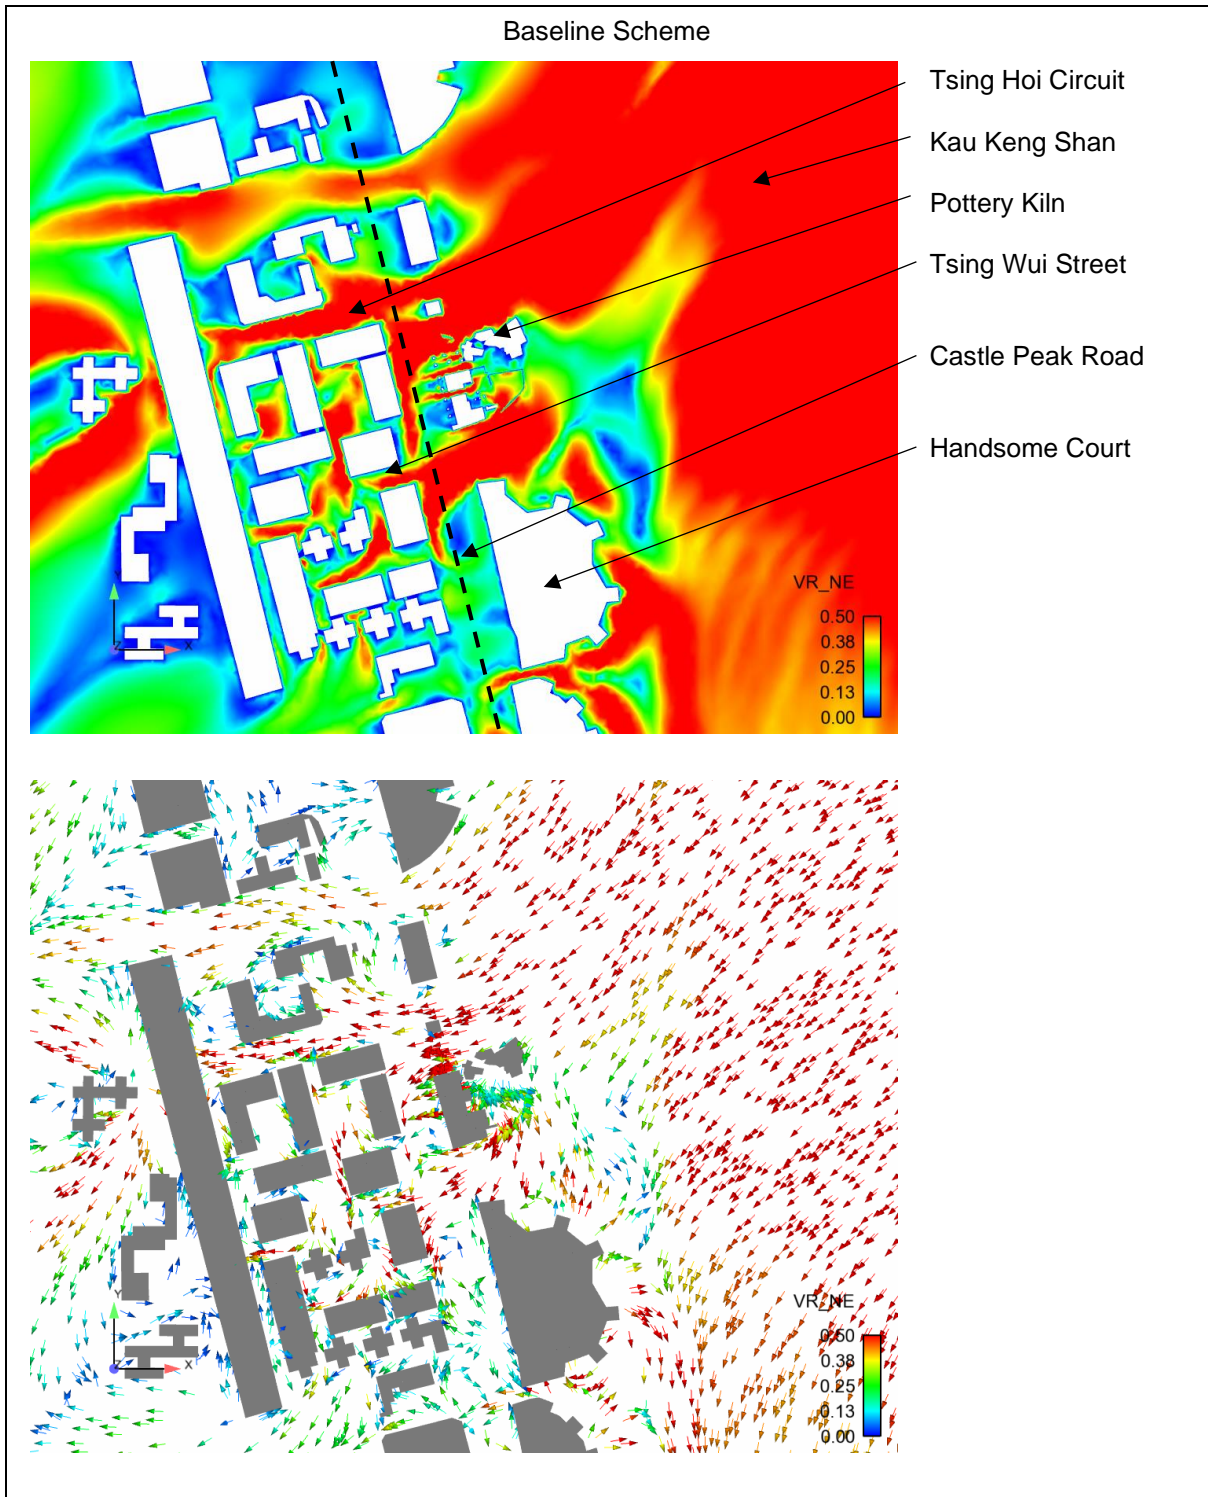 Baseline Scheme
Tsing Hoi Circuit
Kau Keng Shan
Pottery Kiln
Tsing Wui Street
Castle Peak Road
Handsome Court
VR_NE
0.50
0.38
0.25
0.13
0.00
Y
Z
X
VR_NE
0.50
0.38
0.25
0.13
0.00
Y
Z
X